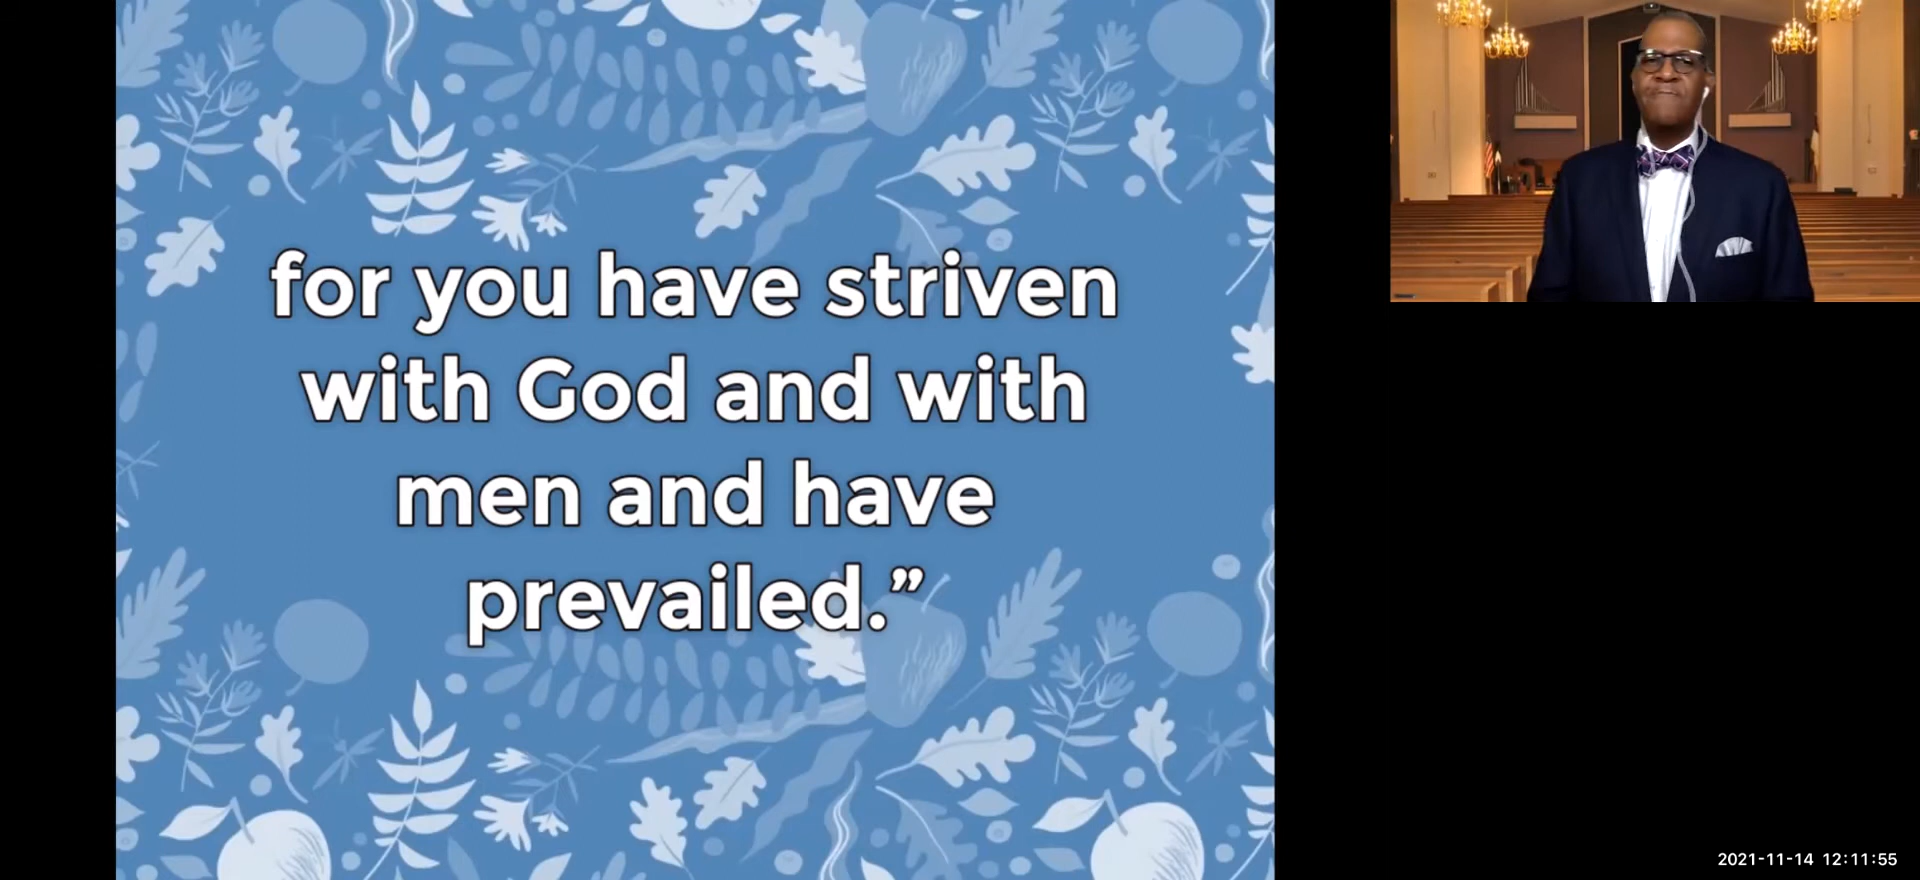 for you have striven
with God and with
men and have
prevailed.”
2021-11-14 12:11:55